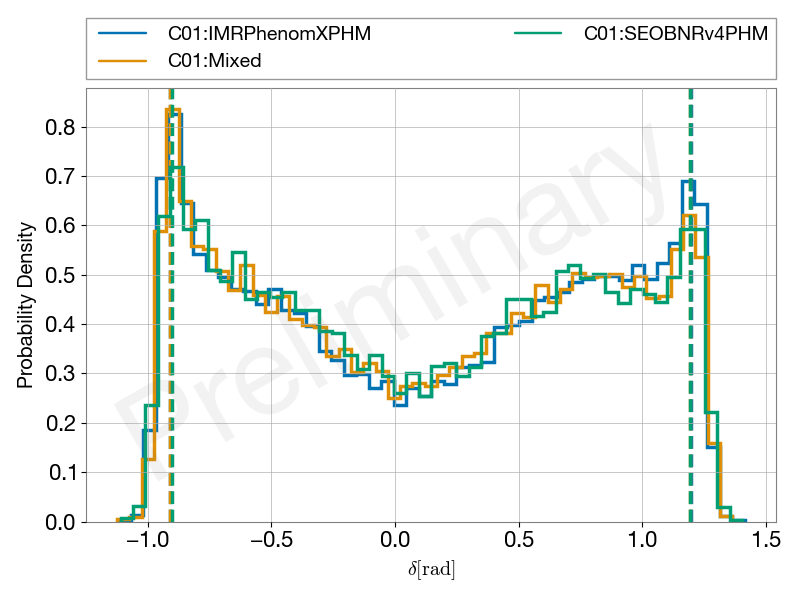 C01:IMRPhenomXPHM
C01:SEOBNRv4PHM
C01:Mixed
0.8
0.7
0.6
0.5
0.4
0.3
0.2
0.1
0.0
Probability Density
Preliminary
−1.0 −0.5 0.0 0.5 1.0 1.5
δ[rad]